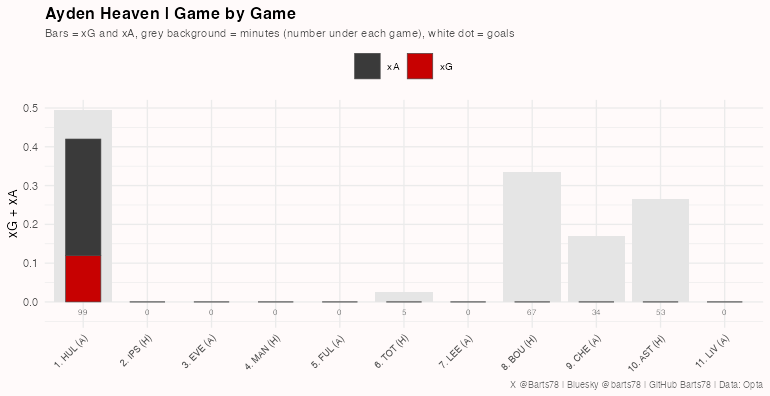 Ayden Heaven | Game by Game
Bars = xG and xA, grey background = minutes (number under each game), white dot = goals
xA xG
xG + xA
0.5
0.4
0.3
0.2
0.1
0.0
99 0 0 0 0 5 0 67 34 53 0
1. HUL (A) 2. IPS (H) 3. EVE (A) 4. MAN (H) 5. FUL (A) 6. TOT (H) 7. LEE (A) 8. BOU (H) 9. CHE (A) 10. AST (H) 11. LIV (A)
X @Barts78 | Bluesky @barts78 | GitHub Barts78 | Data: Opta